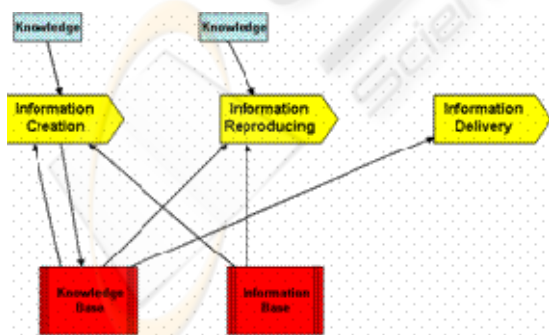 Knowledge
Knowledge
Information
Creation
Information
Reproducing
Information
Delivery
Knowledge
Base
Information
Base